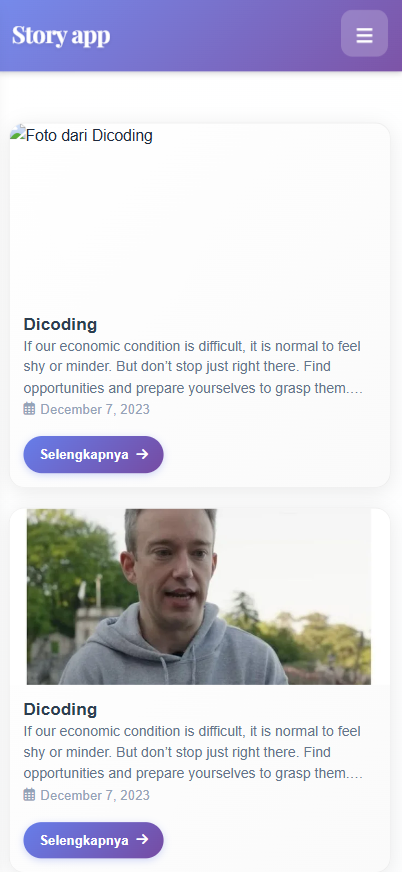 Story app
Foto dari Dicoding
Dicoding
If our economic condition is difficult, it is normal to feel
shy or minder. But don’t stop just right there. Find
opportunities and prepare yourselves to grasp them.…
December 7, 2023
Selengkapnya
Dicoding
If our economic condition is difficult, it is normal to feel
shy or minder. But don’t stop just right there. Find
opportunities and prepare yourselves to grasp them.…
December 7, 2023
Selengkapnya